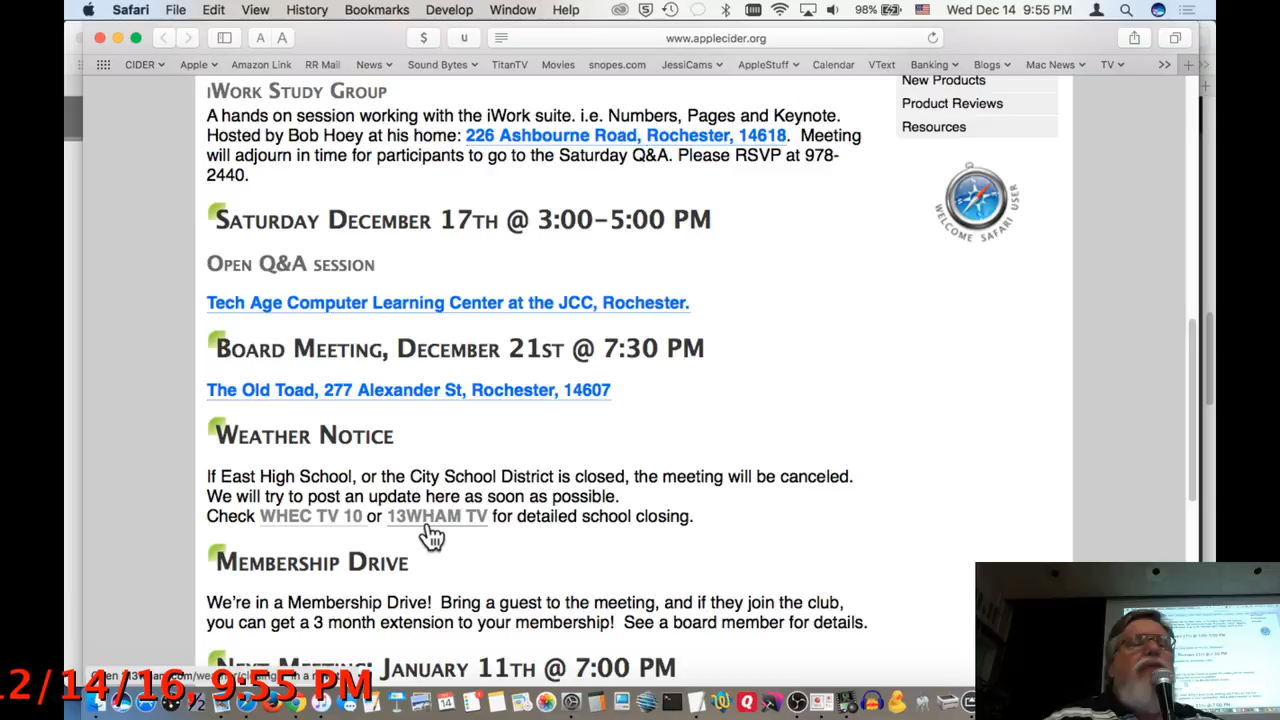 Safari File Edit View History Bookmarks Develop Window Help 98% Wed Dec 14 9:55 PM
A A $ u www.applecider.org
CIDER Apple Amazon Link RR Mail News Sound Bytes TitanTV Movies snopes.com JessiCams AppleStuff Calendar VText Banking Blogs Mac News TV >> +
New Products
Product Reviews
Resources
WELCOME SAFARI USER
iWork Study Group
A hands on session working with the iWork suite. i.e. Numbers, Pages and Keynote.
Hosted by Bob Hoey at his home: 226 Ashbourne Road, Rochester, 14618. Meeting
will adjourn in time for participants to go to the Saturday Q&A. Please RSVP at 978-
2440.
Saturday December 17th @ 3:00-5:00 PM
Open Q&A session
Tech Age Computer Learning Center at the JCC, Rochester.
Board Meeting, December 21st @ 7:30 PM
The Old Toad, 277 Alexander St, Rochester, 14607
Weather Notice
If East High School, or the City School District is closed, the meeting will be canceled.
We will try to post an update here as soon as possible.
Check WHEC TV 10 or 13WHAM TV for detailed school closing.
Membership Drive
We're in a Membership Drive! Bring a guest to the meeting, and if they join the club,
you can get a 3 month extension to your membership! See a board member for details.
Next Meeting: January @ 7:00 PM
12/14/16, 9:55 PM